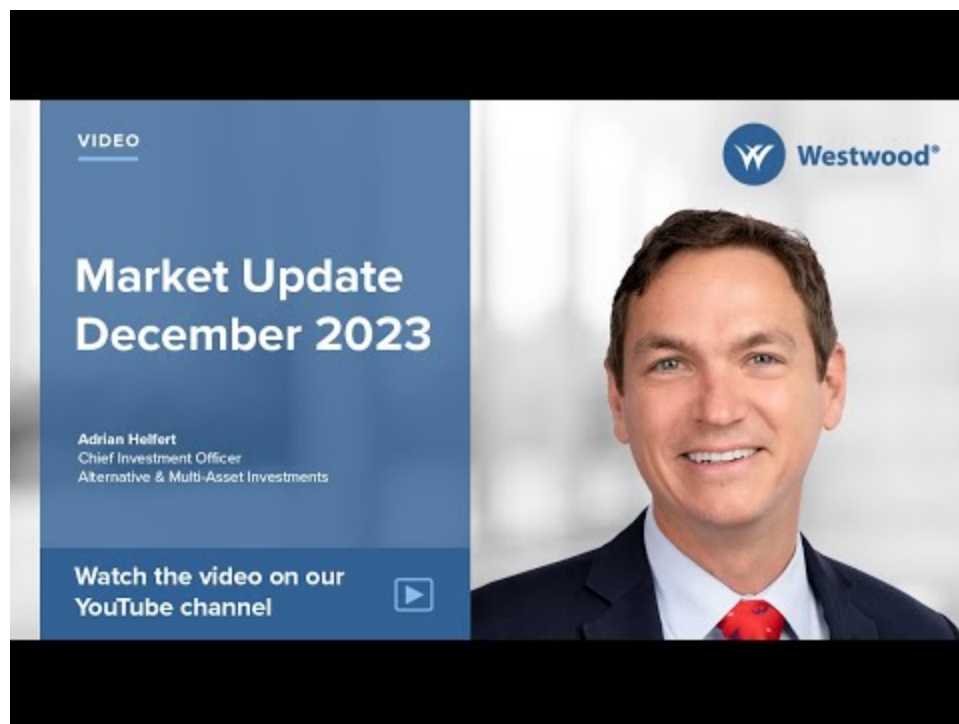 VIDEO
Westwood®
Market Update
December 2023
Adrian Helfert
Chief Investment Officer
Alternative & Multi-Asset Investments
Watch the video on our
YouTube channel